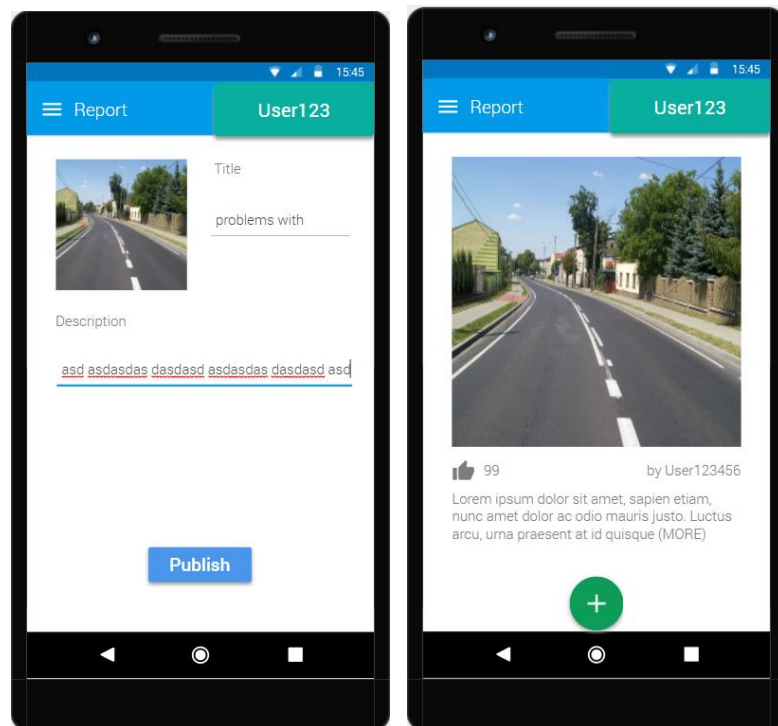 15:45
Report
User123
Title
problems with
Description
asd asdasdas dasdasd asdasdas dasdasd asd
Publish
15:45
Report
User123
99
by User123456
Lorem ipsum dolor sit amet, sapien etiam,
nunc amet dolor ac odio mauris justo. Luctus
arcu, urna praesent at id quisque (MORE)